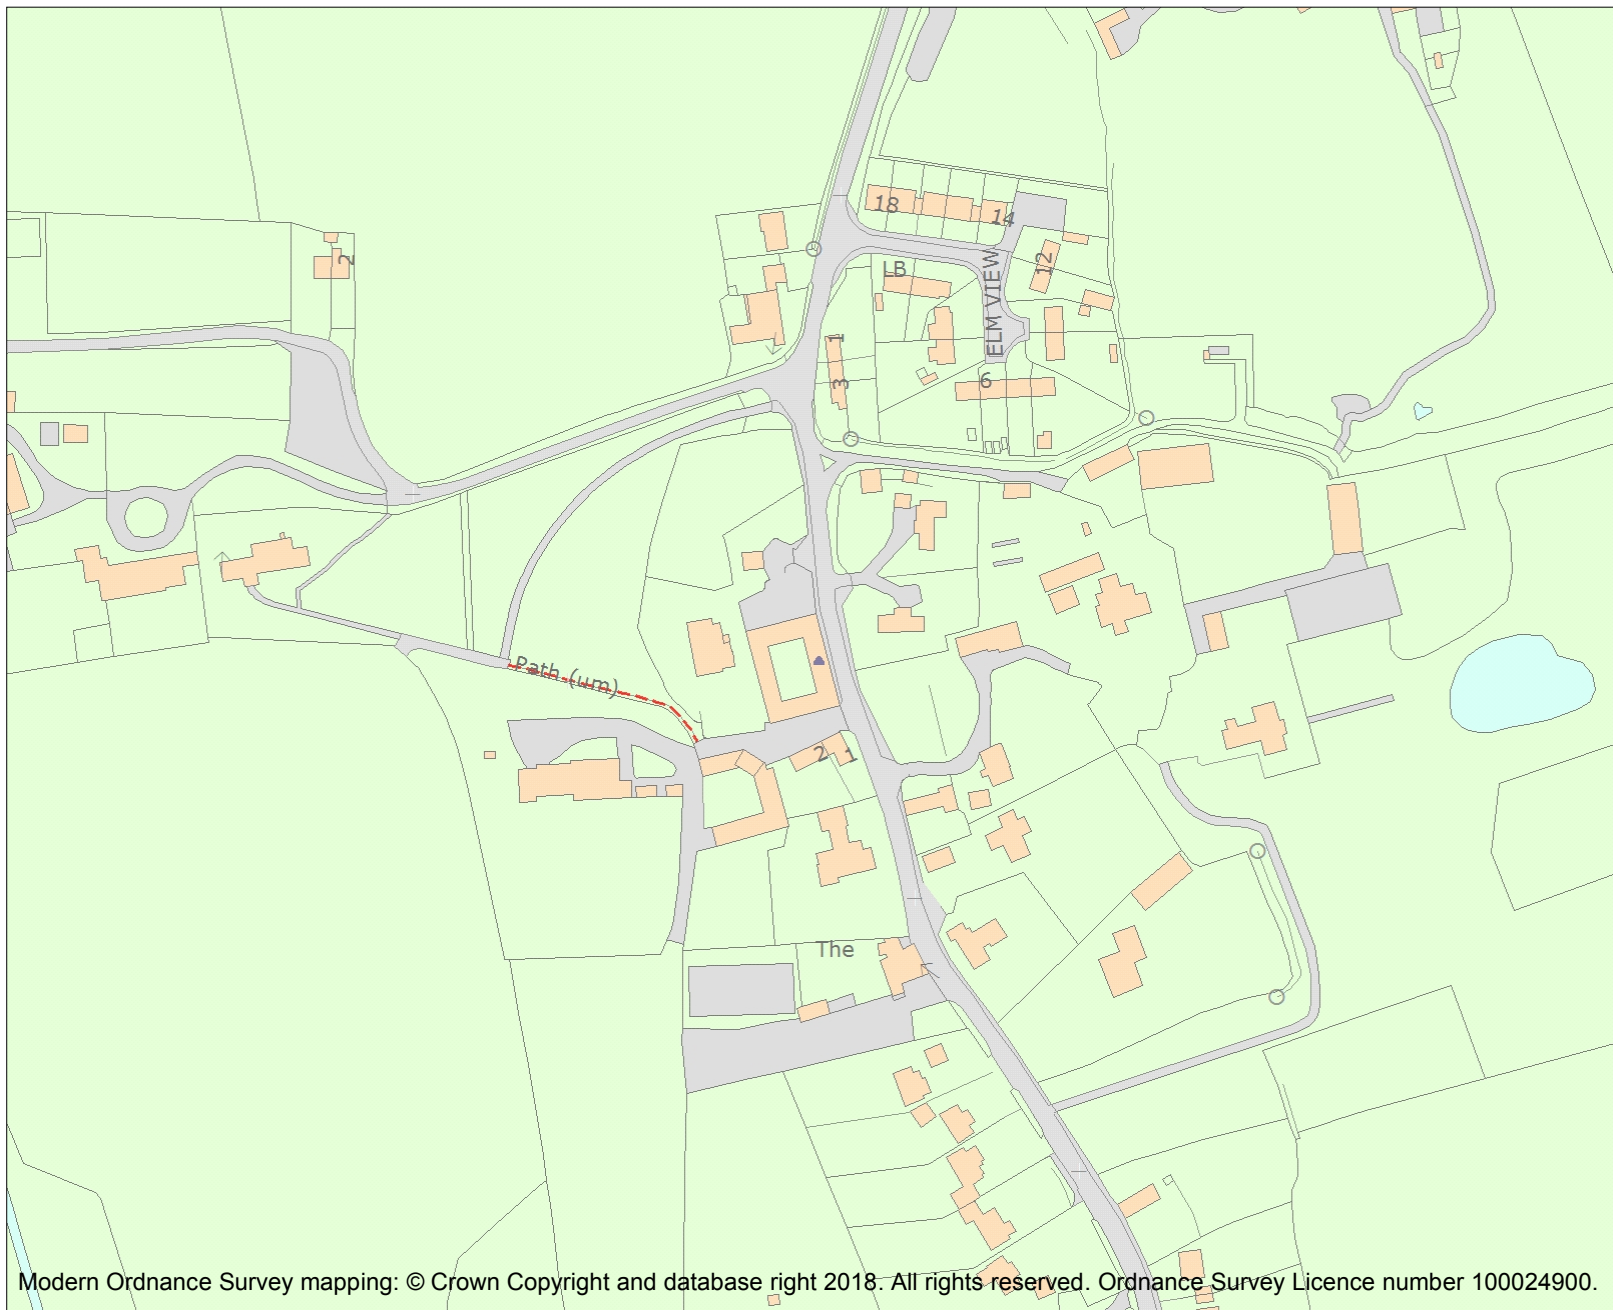 18
14
2
12
LB
ELM VIEW
1
3
6
Path (um)
2
1
The
Modern Ordnance Survey mapping: © Crown Copyright and database right 2018. All rights reserved. Ordnance Survey Licence number 100024900.